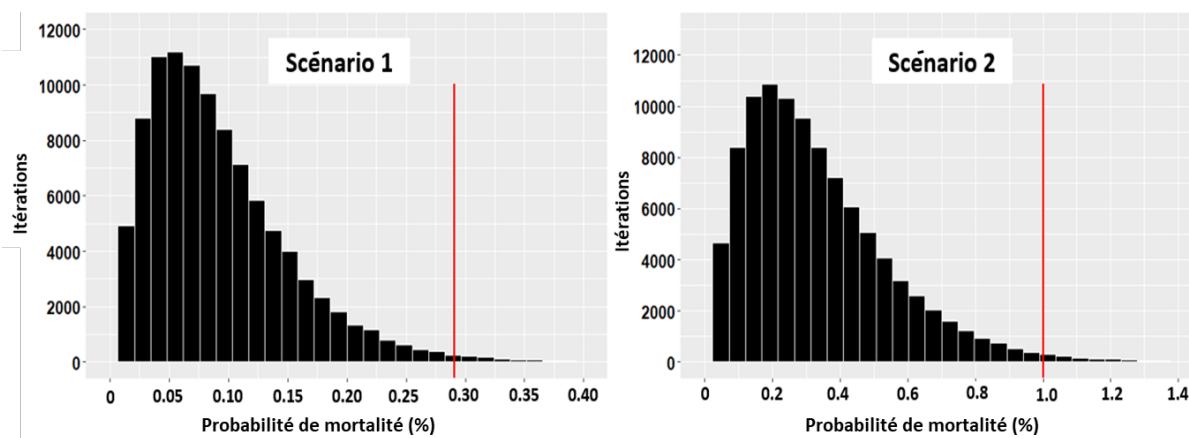 Scénario 1
Itérations
12000
10000
8000
6000
4000
2000
0
0 0.05 0.10 0.15 0.20 0.25 0.30 0.35 0.40
Probabilité de mortalité (%)
Scénario 2
Itérations
12000
10000
8000
6000
4000
2000
0
0 0.2 0.4 0.6 0.8 1.0 1.2 1.4
Probabilité de mortalité (%)